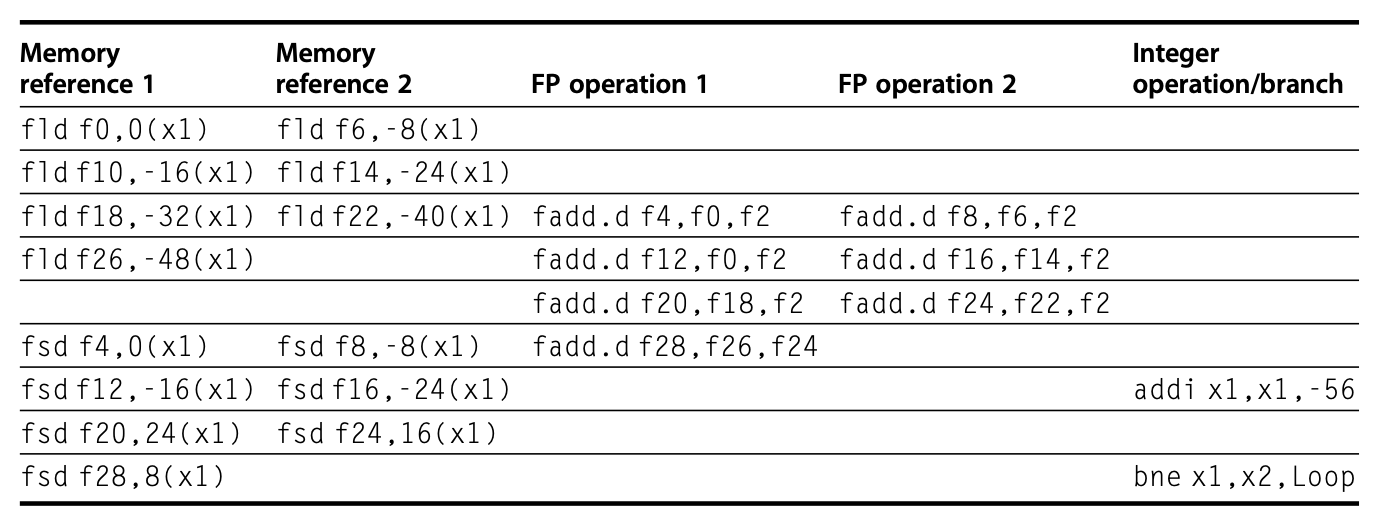 Memory reference 1 Memory reference 2 FP operation 1 FP operation 2 Integer operation/branch
fld f0,0(x1) fld f6,-8(x1)
fld f10,-16(x1) fld f14,-24(x1)
fld f18,-32(x1) fld f22,-40(x1) fadd.d f4,f0,f2 fadd.d f8,f6,f2
fld f26,-48(x1) fadd.d f12,f0,f2 fadd.d f16,f14,f2
fadd.d f20,f18,f2 fadd.d f24,f22,f2
fsd f4,0(x1) fsd f8,-8(x1) fadd.d f28,f26,f24
fsd f12,-16(x1) fsd f16,-24(x1) addi x1,x1,-56
fsd f20,24(x1) fsd f24,16(x1)
fsd f28,8(x1) bne x1,x2,Loop